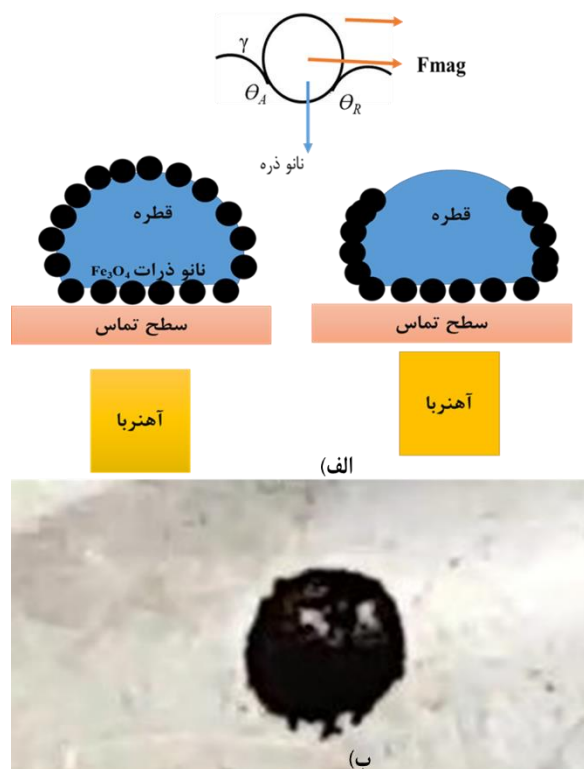 γ
Fmag
θA
θR
نانو ذره
قطره
قطره
نانو ذرات Fe3O4
سطح تماس
سطح تماس
آهنربا
آهنربا
الف)
ب)